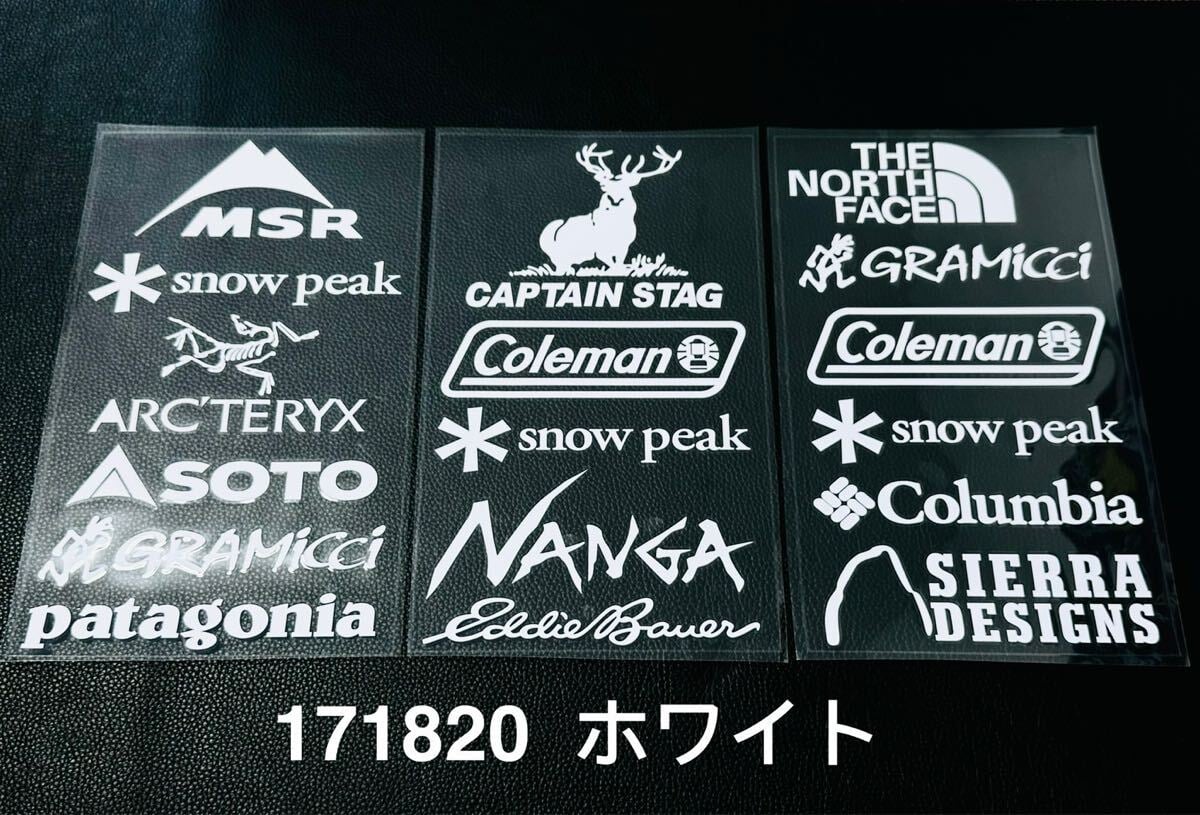 MSR
snow peak
ARC'TERYX
SOTO
GRAMiCCi
patagonia
CAPTAIN STAG
Coleman
snow peak
NANGA
Eddie Bauer
THE
NORTH
FACE
GRAMiCCi
Coleman
snow peak
Columbia
SIERRA
DESIGNS
171820 ホワイト